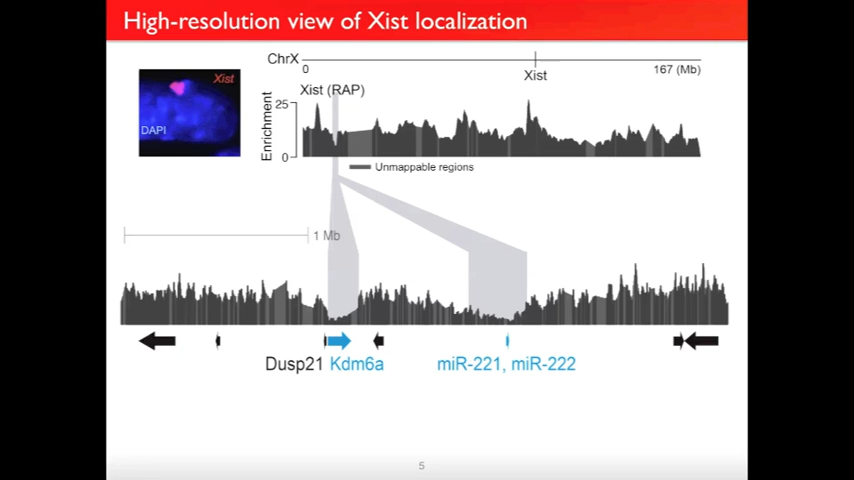 High-resolution view of Xist localization
ChrX
0
Xist
167 (Mb)
Xist
DAPI
Xist (RAP)
Enrichment
25
0
Unmappable regions
1 Mb
Dusp21 Kdm6a
miR-221, miR-222
5